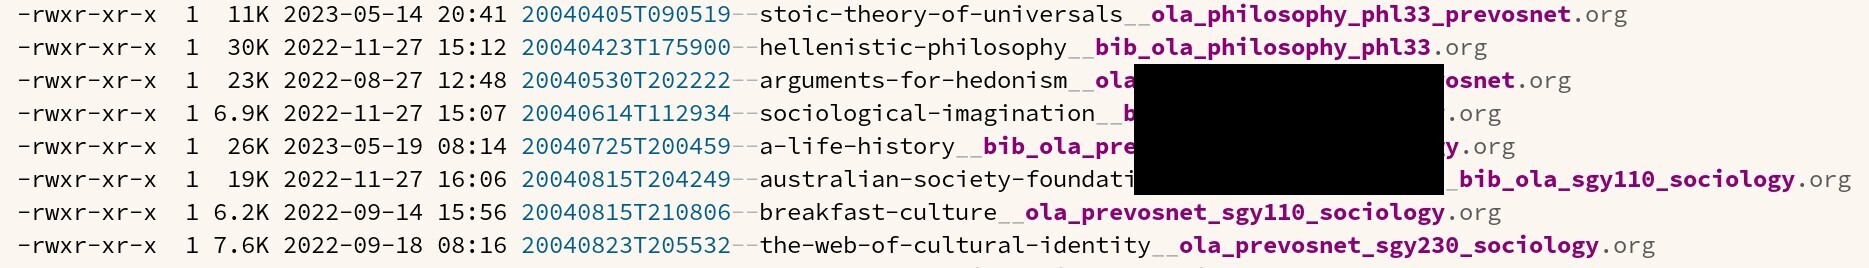 -rwxr-xr-x 1 11K 2023-05-14 20:41 20040405T090519--stoic-theory-of-universals__ola_philosophy_phl33_prevosnet.org
-rwxr-xr-x 1 30K 2022-11-27 15:12 20040423T175900--hellenistic-philosophy__bib_ola_philosophy_phl33.org
-rwxr-xr-x 1 23K 2022-08-27 12:48 20040530T202222--arguments-for-hedonism__ola osnet.org
-rwxr-xr-x 1 6.9K 2022-11-27 15:07 20040614T112934--sociological-imagination__b .org
-rwxr-xr-x 1 26K 2023-05-19 08:14 20040725T200459--a-life-history__bib_ola_pre y.org
-rwxr-xr-x 1 19K 2022-11-27 16:06 20040815T204249--australian-society-foundati _bib_ola_sgy110_sociology.org
-rwxr-xr-x 1 6.2K 2022-09-14 15:56 20040815T210806--breakfast-culture__ola_prevosnet_sgy110_sociology.org
-rwxr-xr-x 1 7.6K 2022-09-18 08:16 20040823T205532--the-web-of-cultural-identity__ola_prevosnet_sgy230_sociology.org